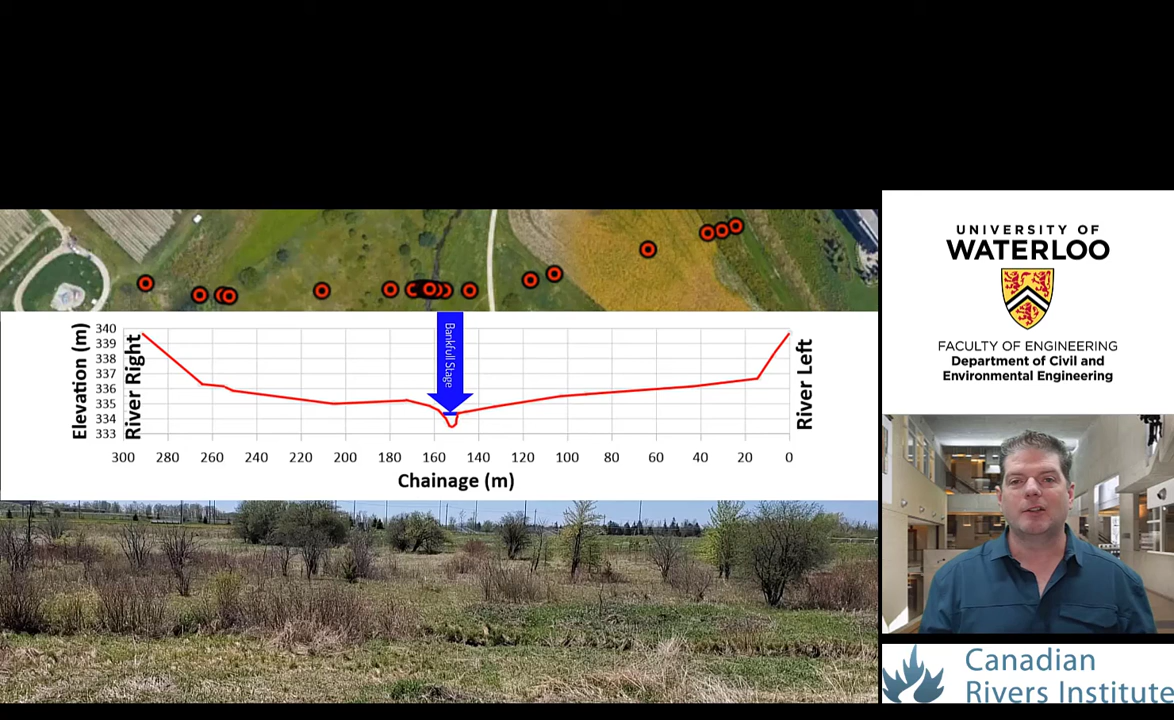 UNIVERSITY OF
WATERLOO
FACULTY OF ENGINEERING
Department of Civil and
Environmental Engineering
Elevation (m)
340
339
338
337
336
335
334
333
River Right
Bankfull Stage
River Left
300 280 260 240 220 200 180 160 140 120 100 80 60 40 20 0
Chainage (m)
Canadian
Rivers Institute